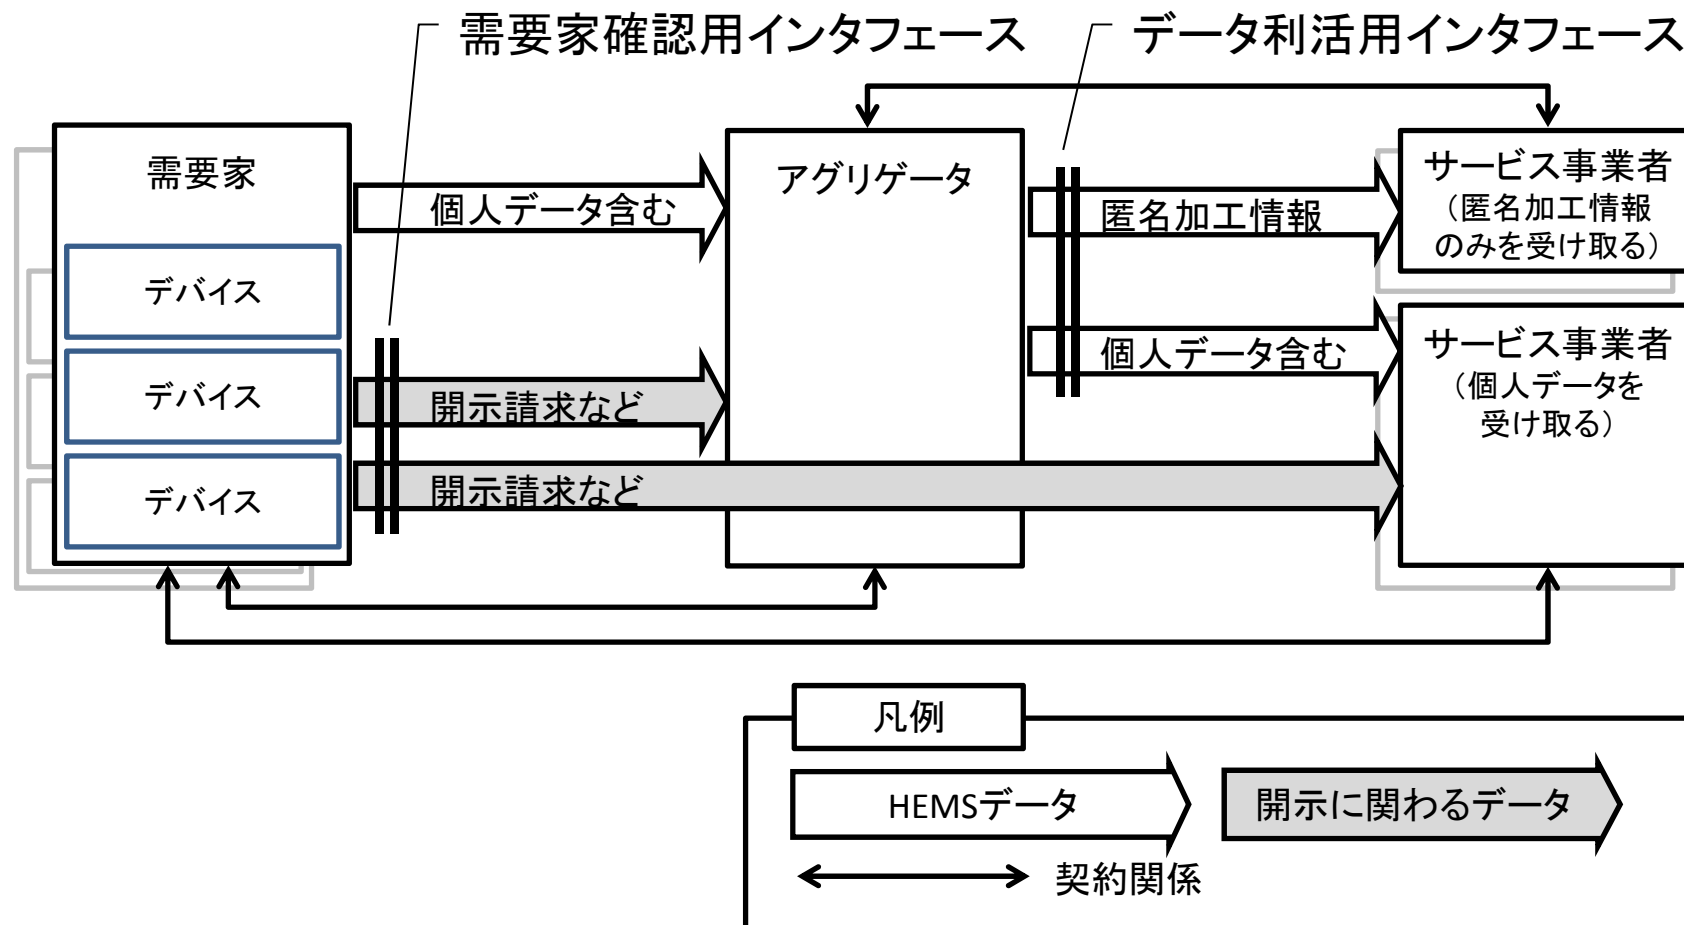 需要家確認用インタフェース
データ利活用インタフェース
需要家
デバイス
デバイス
デバイス
個人データ含む
開示請求など
開示請求など
アグリゲータ
匿名加工情報
個人データ含む
サービス事業者
（匿名加工情報
のみを受け取る）
サービス事業者
（個人データを
受け取る）
凡例
HEMSデータ
開示に関わるデータ
契約関係